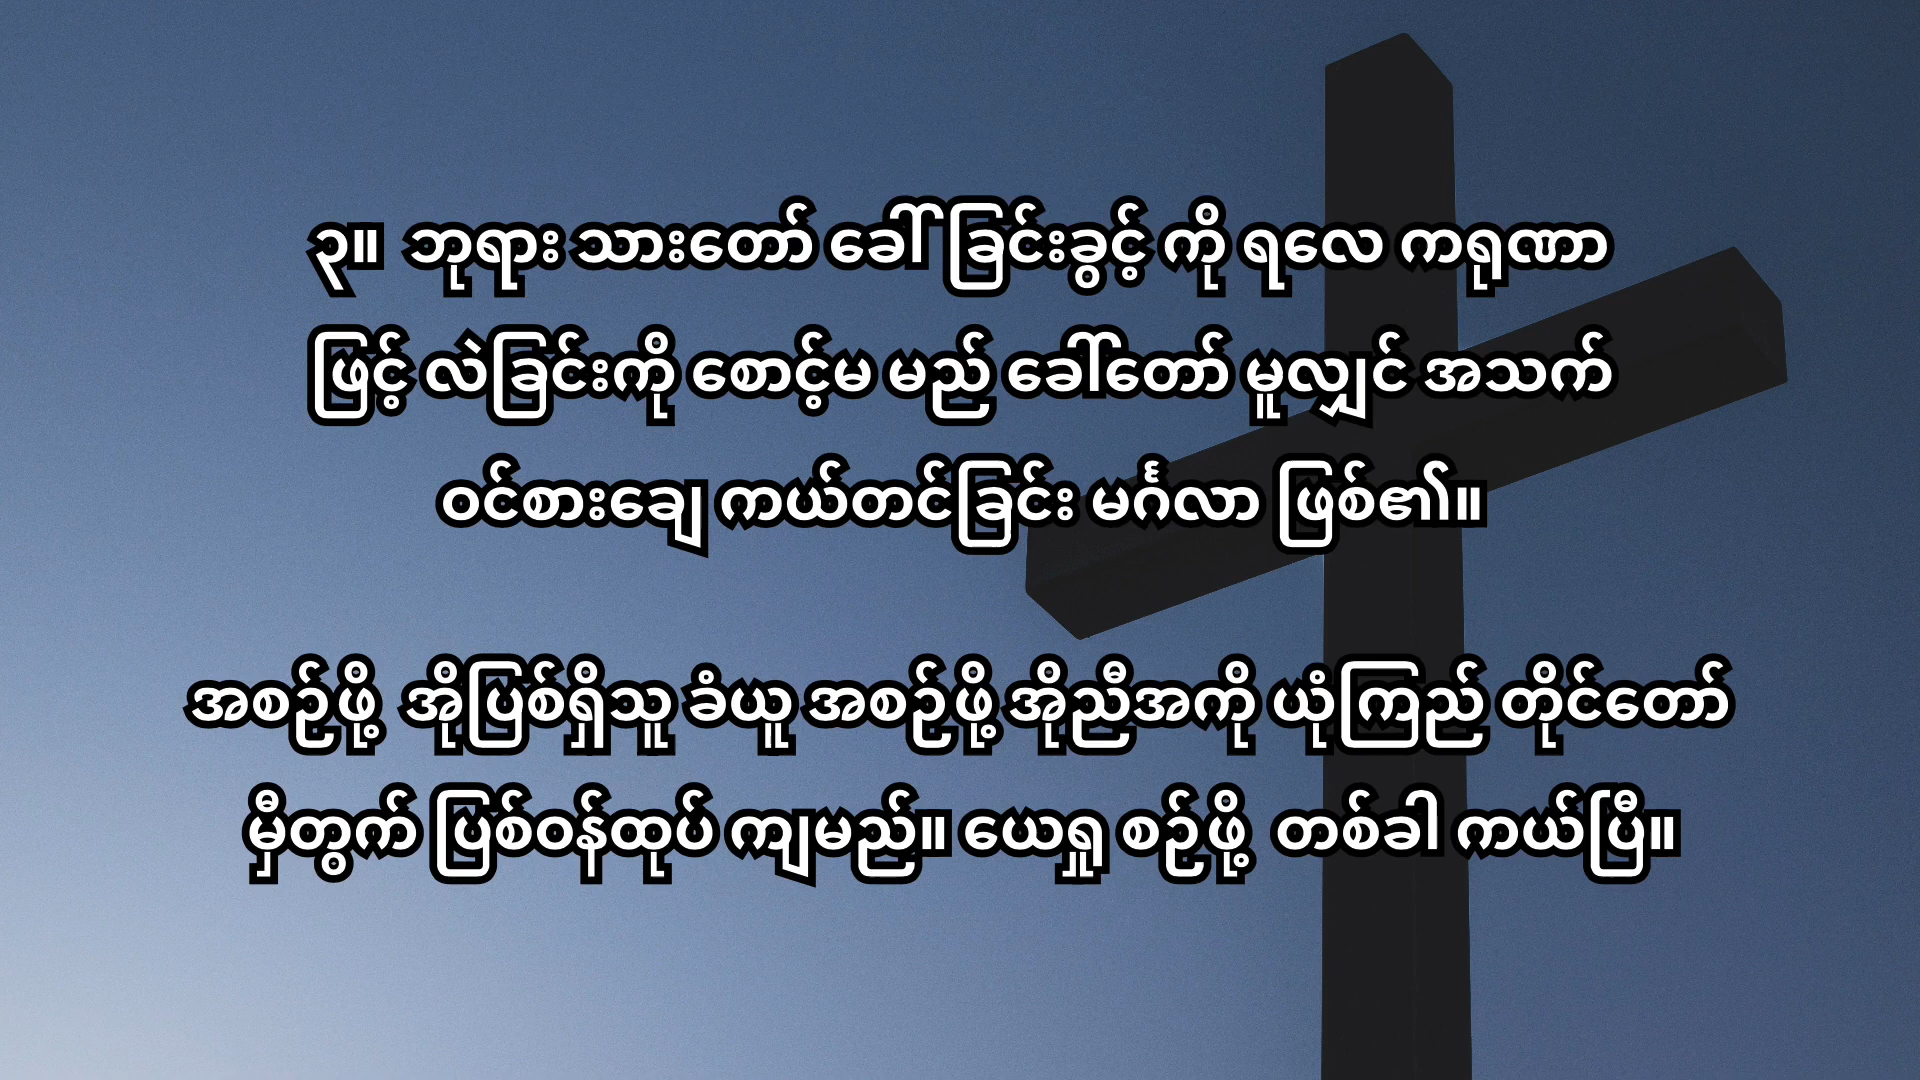 ၃။ ဘုရား သားတော် ခေါ် ခြင်းခွင့် ကို ရလေ ကရုဏာ
ဖြင့် လဲခြင်းကို စောင့်မ မည် ခေါ်တော် မူလျှင် အသက်
ဝင်စားချေ ကယ်တင်ခြင်း မင်္ဂလာ ဖြစ်၏။
အစဉ်ဖို့ အိုပြစ်ရှိသူ ခံယူ အစဉ်ဖို့ အိုညီအကို ယုံကြည် တိုင်တော်
မှီတွက် ပြစ်ဝန်ထုပ် ကျမည်။ ယေရှု စဉ်ဖို့ တစ်ခါ ကယ်ပြီ။